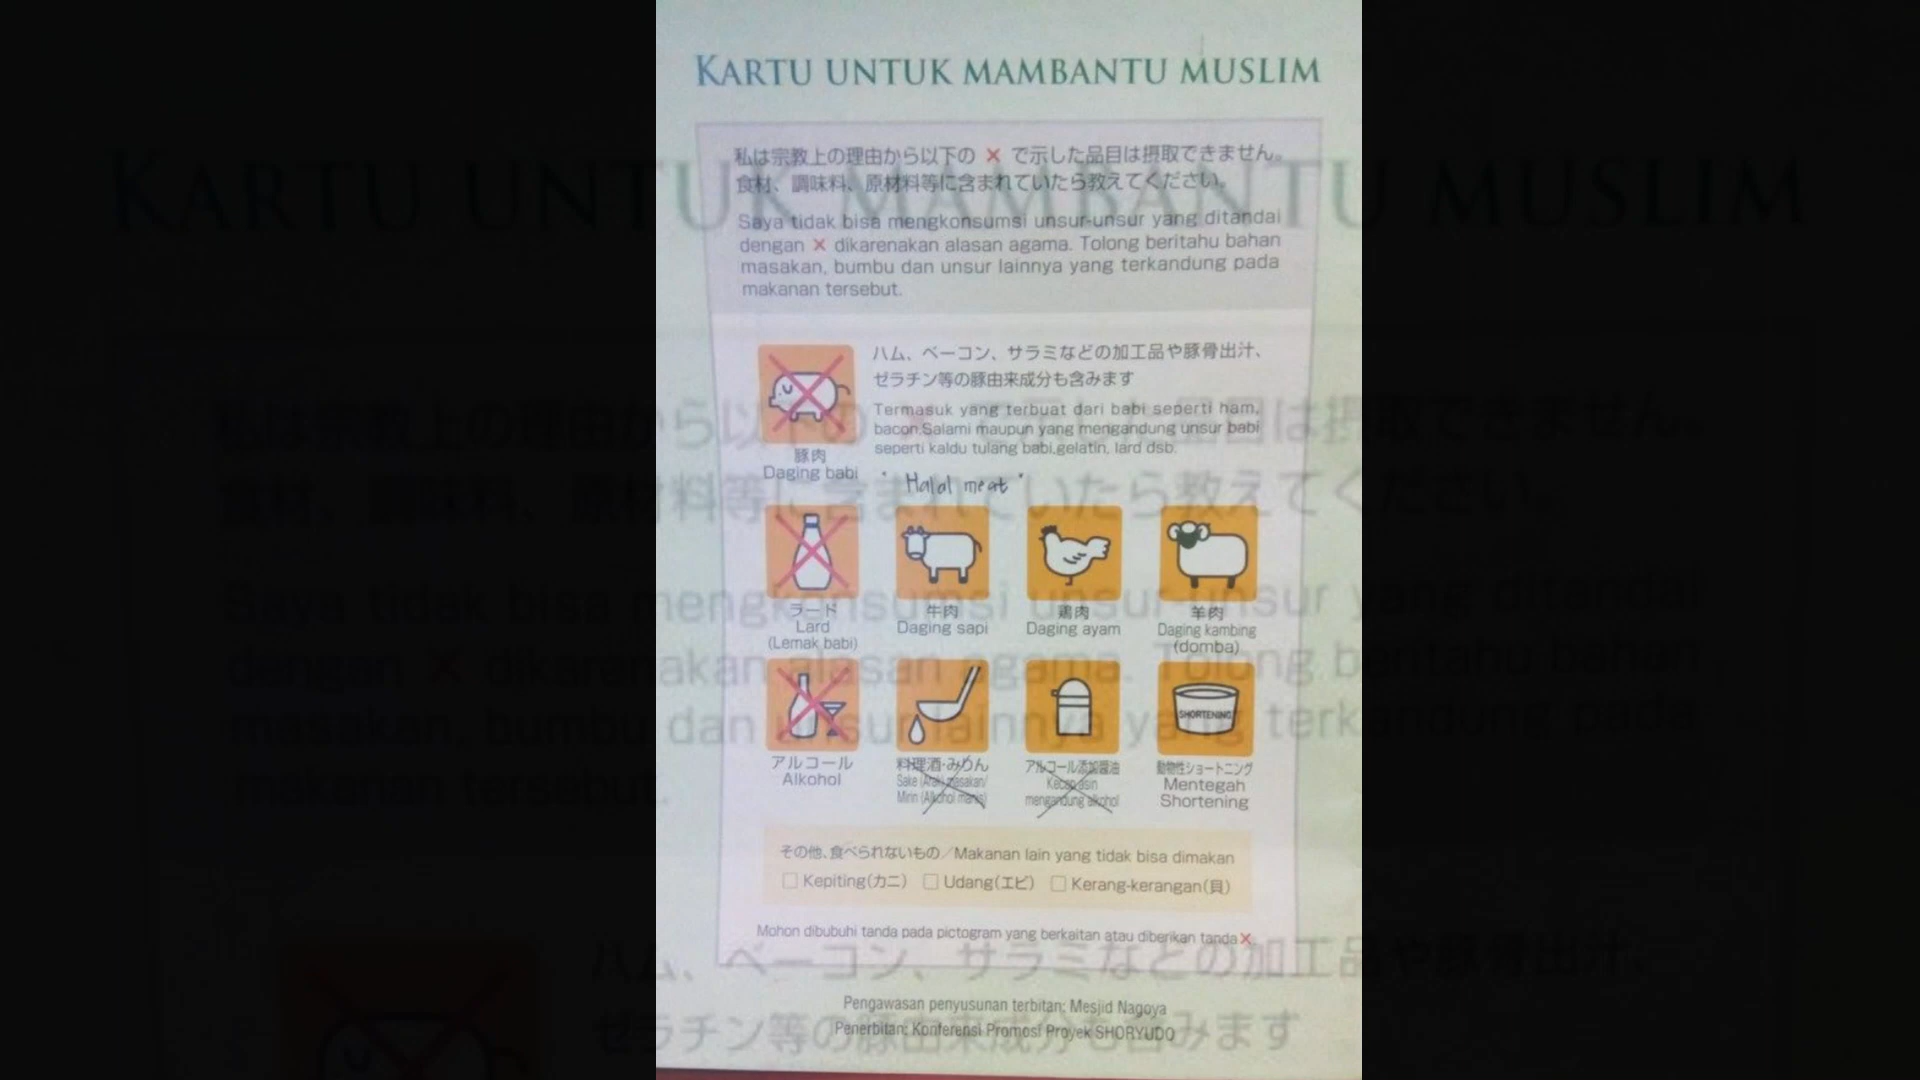 KARTU UNTUK MAMBANTU MUSLIM
私は宗教上の理由から以下の × で示した品目は摂取できません。
食材、調味料、原材料等に含まれていたら教えてください。
Saya tidak bisa mengkonsumsi unsur-unsur yang ditandai
dengan × dikarenakan alasan agama. Tolong beritahu bahan
masakan, bumbu dan unsur lainnya yang terkandung pada
makanan tersebut.
ハム、ベーコン、サラミなどの加工品や豚骨出汁、
ゼラチン等の豚由来成分も含みます
Termasuk yang terbuat dari babi seperti ham,
bacon.Salami maupun yang mengandung unsur babi
seperti kaldu tulang babi,gelatin, lard dsb.
豚肉
Daging babi
Halal meat
ラード
Lard
(Lemak babi)
牛肉
Daging sapi
鶏肉
Daging ayam
羊肉
Daging kambing
(domba)
SHORTENING
アルコール
Alkohol
料理酒・みりん
Sake (Arak) masakan/
Mirin (Alkohol manis)
アルコール添加醤油
Kecap asin
mengandung alkohol
動物性ショートニング
Mentegah
Shortening
その他、食べられないもの／Makanan lain yang tidak bisa dimakan
□ Kepiting(カニ) □ Udang(エビ) □ Kerang-kerangan(貝)
Mohon dibubuhi tanda pada pictogram yang berkaitan atau diberikan tanda ×.
Pengawasan penyusunan terbitan: Mesjid Nagoya
Penerbitan: Konferensi Promosi Proyek SHORYUDO